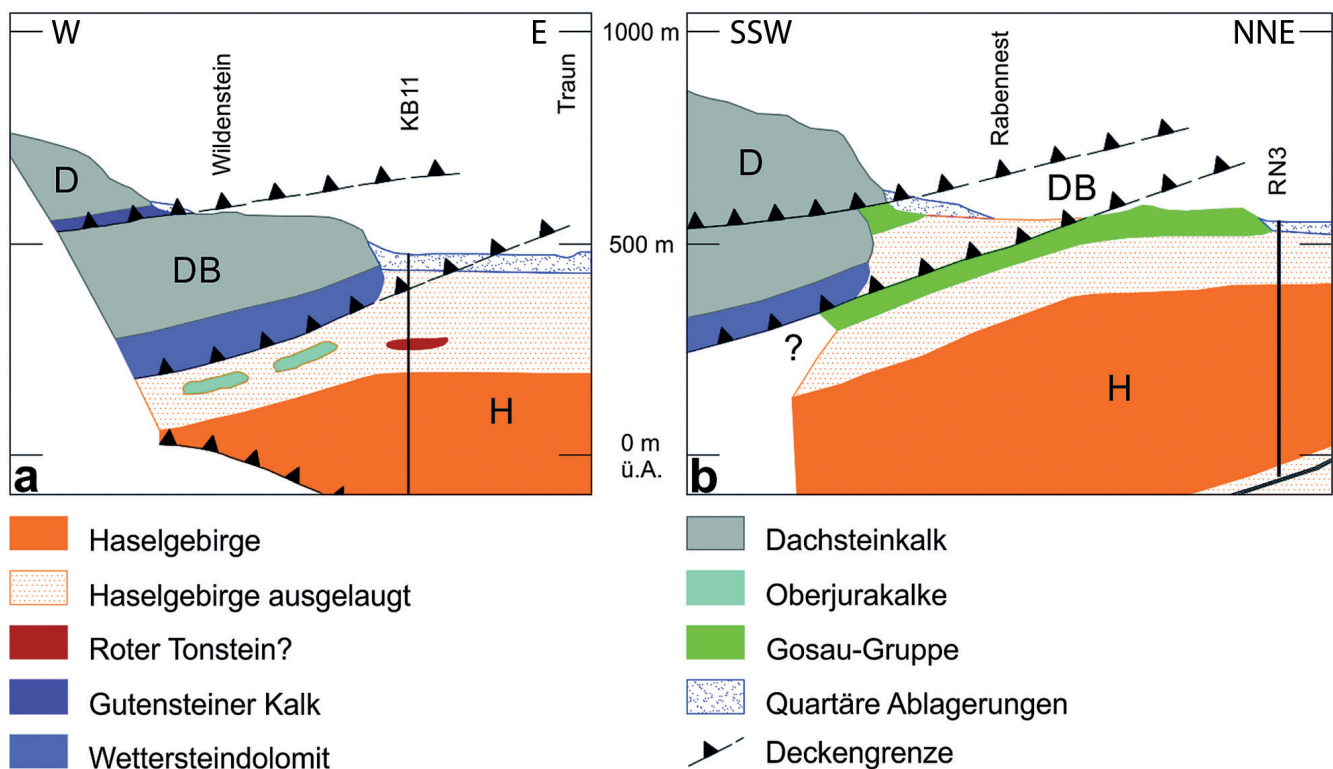 W
E
1000 m
SSW
NNE
Wildenstein
KB11
Traun
Rabennest
RN3
D
DB
H
500 m
0 m
ü.A.
a
D
DB
DB
?
H
b
Haselgebirge
Haselgebirge ausgelaugt
Roter Tonstein?
Gutensteiner Kalk
Wettersteindolomit
Dachsteinkalk
Oberjurakalke
Gosau-Gruppe
Quartäre Ablagerungen
Deckengrenze